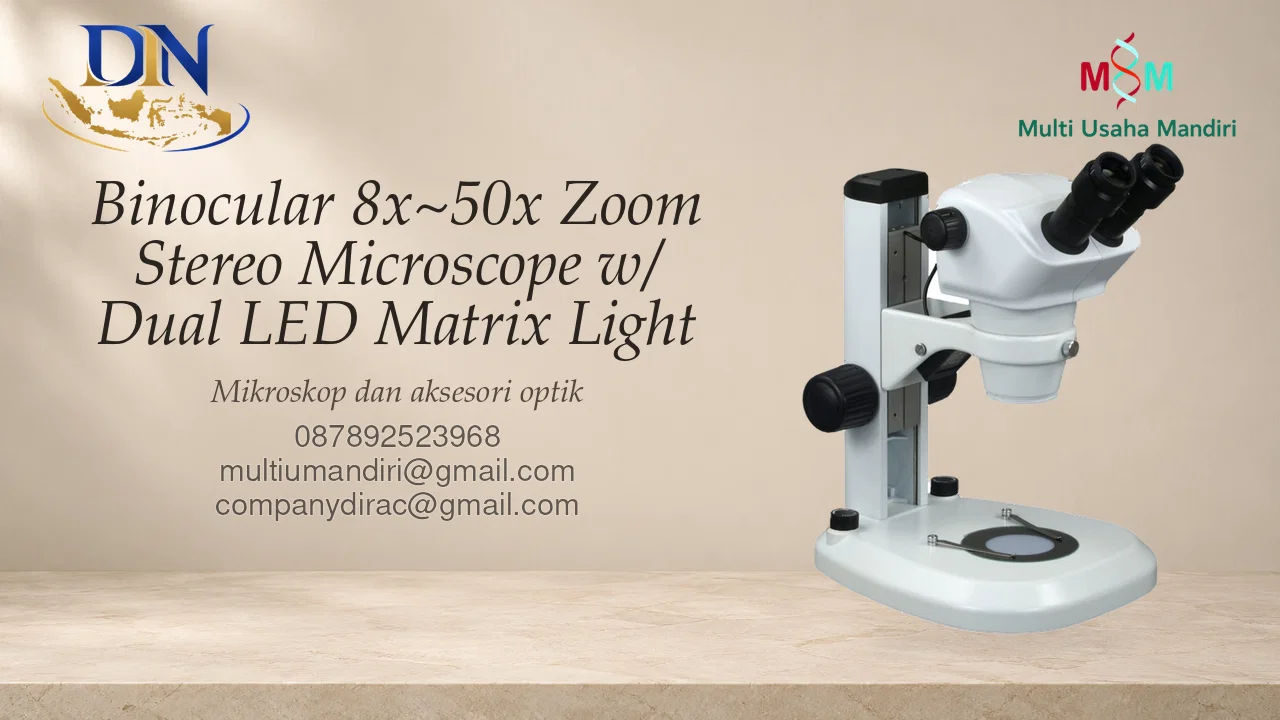 DN
M M
Multi Usaha Mandiri
Binocular 8x~50x Zoom
Stereo Microscope w/
Dual LED Matrix Light
Mikroskop dan aksesori optik
087892523968
multiumandiri@gmail.com
companydirac@gmail.com